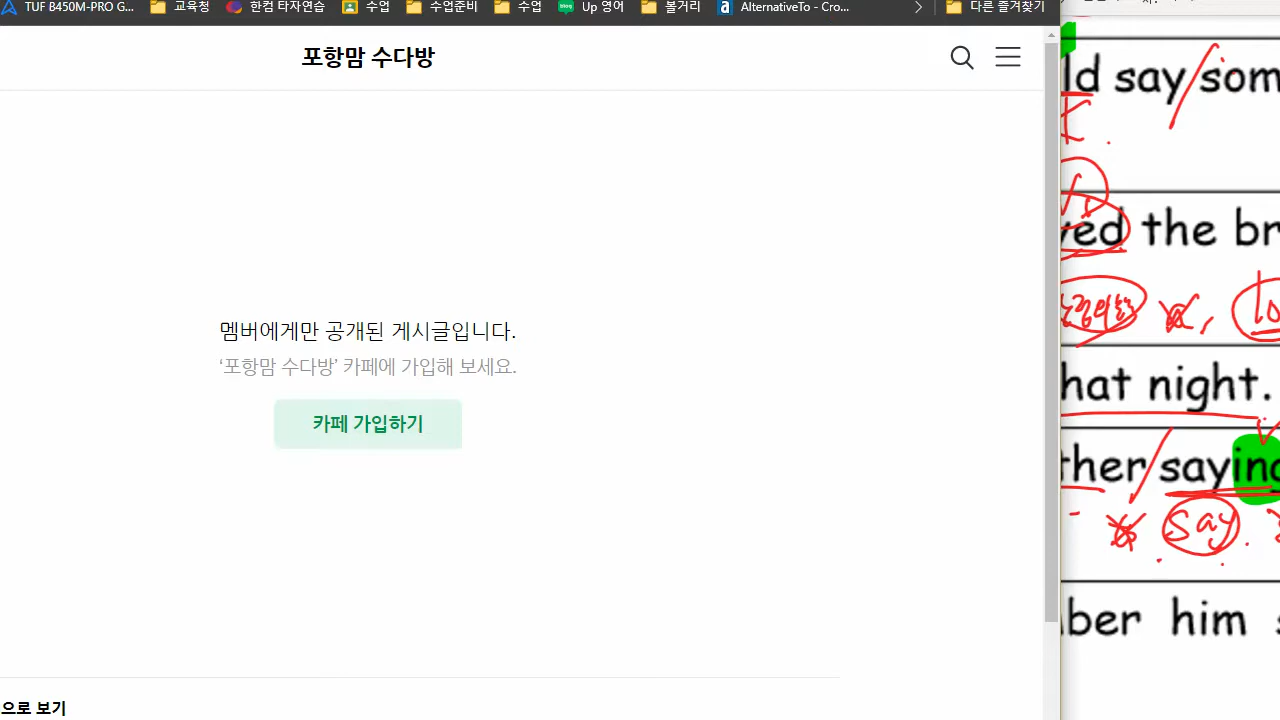 TUF B450M-PRO G... 교육청 한컴 타자연습 수업 수업준비 수업 Up 영어 볼거리 AlternativeTo - Cro... 다른 즐겨찾기
포항맘 수다방
멤버에게만 공개된 게시글입니다.
‘포항맘 수다방’ 카페에 가입해 보세요.
카페 가입하기
으로 보기
ld say som
ved the br
hat night.
ther saying
say
ber him s